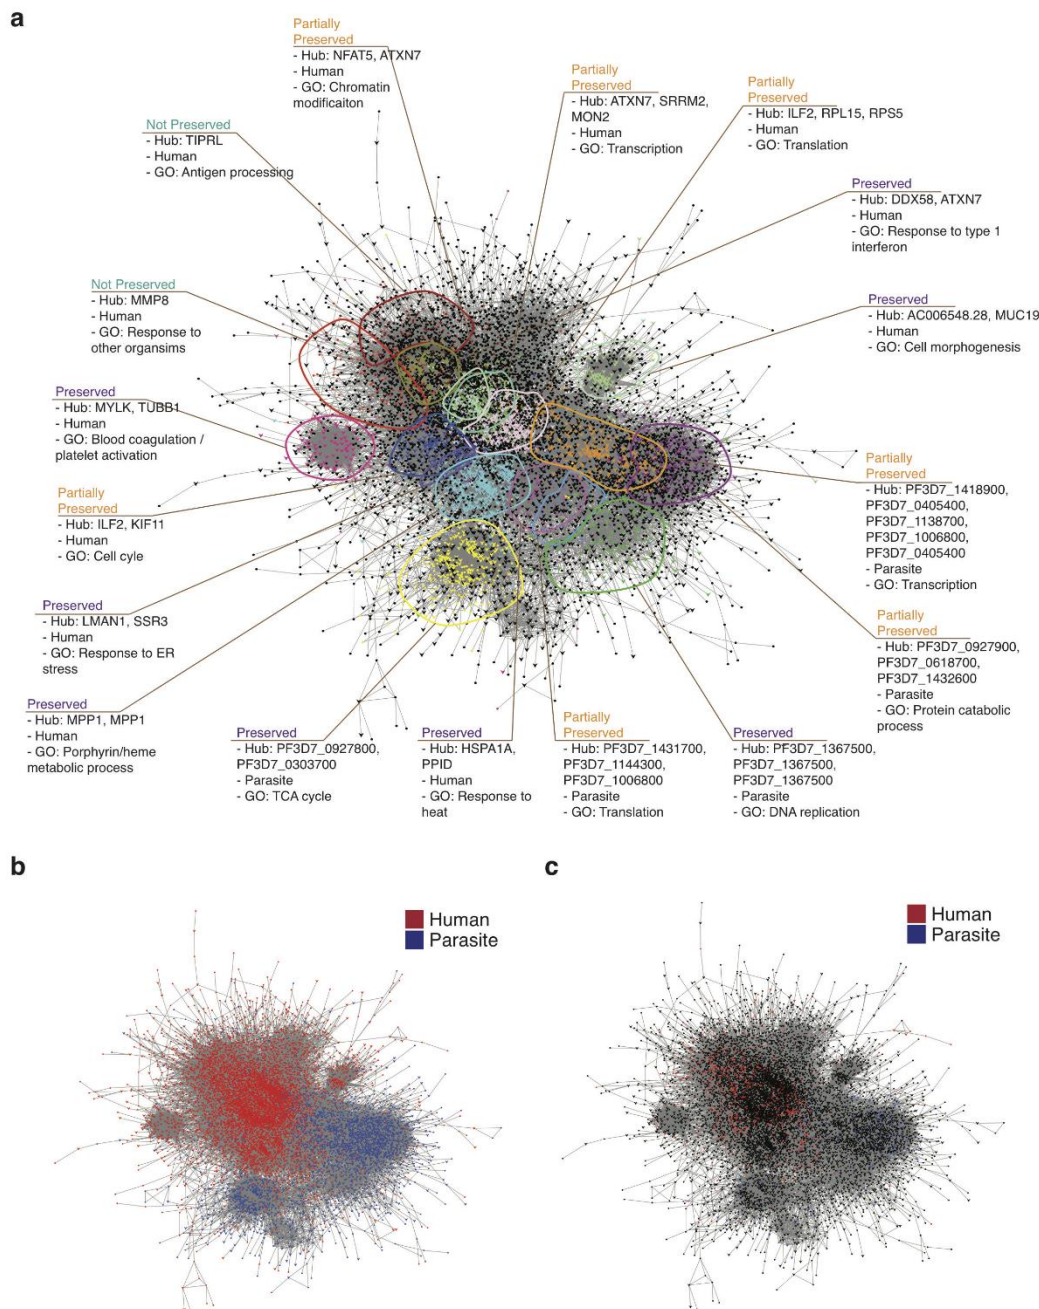 a
Partially
Preserved
- Hub: NFAT5, ATXN7
- Human
- GO: Chromatin
modificaiton
Partially
Preserved
- Hub: ATXN7, SRRM2,
MON2
- Human
- GO: Transcription
Partially
Preserved
- Hub: ILF2, RPL15, RPS5
- Human
- GO: Translation
Not Preserved
- Hub: TIPRL
- Human
- GO: Antigen processing
Preserved
- Hub: DDX58, ATXN7
- Human
- GO: Response to type 1
interferon
Not Preserved
- Hub: MMP8
- Human
- GO: Response to
other organsims
Preserved
- Hub: AC006548.28, MUC19
- Human
- GO: Cell morphogenesis
Preserved
- Hub: MYLK, TUBB1
- Human
- GO: Blood coagulation /
platelet activation
Partially
Preserved
- Hub: PF3D7_1418900,
PF3D7_0405400,
PF3D7_1138700,
PF3D7_1006800,
PF3D7_0405400
- Parasite
- GO: Transcription
Partially
Preserved
- Hub: ILF2, KIF11
- Human
- GO: Cell cyle
Preserved
- Hub: LMAN1, SSR3
- Human
- GO: Response to ER
stress
Partially
Preserved
- Hub: PF3D7_0927900,
PF3D7_0618700,
PF3D7_1432600
- Parasite
- GO: Protein catabolic
process
Preserved
- Hub: MPP1, MPP1
- Human
- GO: Porphyrin/heme
metabolic process
Preserved
- Hub: PF3D7_0927800,
PF3D7_0303700
- Parasite
- GO: TCA cycle
Preserved
- Hub: HSPA1A,
PPID
- Human
- GO: Response to
heat
Partially
Preserved
- Hub: PF3D7_1431700,
PF3D7_1144300,
PF3D7_1006800
- Parasite
- GO: Translation
Preserved
- Hub: PF3D7_1367500,
PF3D7_1367500,
PF3D7_1367500
- Parasite
- GO: DNA replication
b
Human
Parasite
c
Human
Parasite